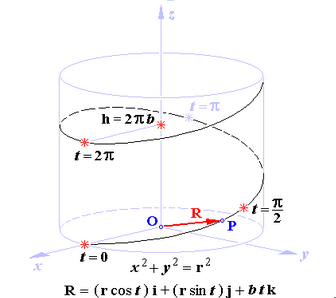 z
h = 2πb
t = π
t = 2π
R
O
P
t = π/2
x
t = 0
y
x² + y² = r²
R = (r cos t) i + (r sin t) j + b t k